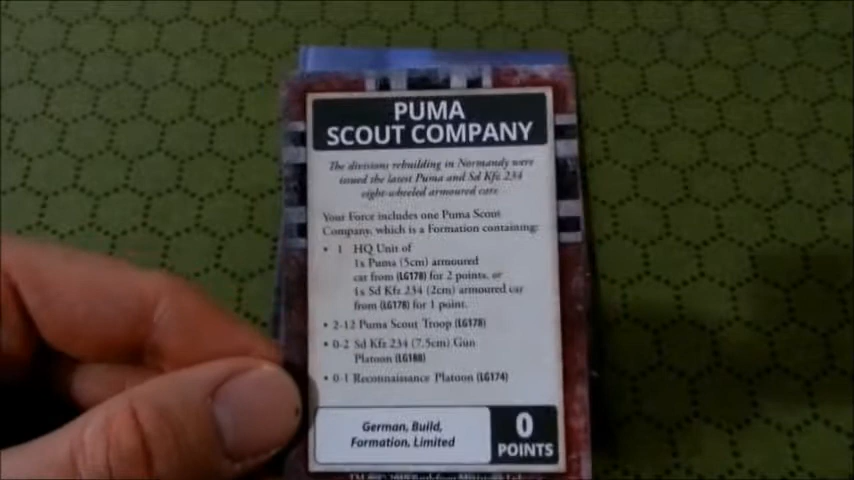 PUMA
SCOUT COMPANY
The divisions rebuilding in Normandy were
issued the latest Puma and Sd Kfz 234
eight-wheeled armoured cars
Your Force includes one Puma Scout
Company, which is a Formation containing:
• 1 HQ Unit of
1x Puma (5cm) armoured
car from (LG178) for 2 points, or
1x Sd Kfz 234 (2cm) armoured car
from (LG178) for 1 point.
• 2-12 Puma Scout Troop (LG178)
• 0-2 Sd Kfz 234 (7.5cm) Gun
Platoon (LG188)
• 0-1 Reconnaissance Platoon (LG174)
German, Build,
Formation, Limited
0
POINTS